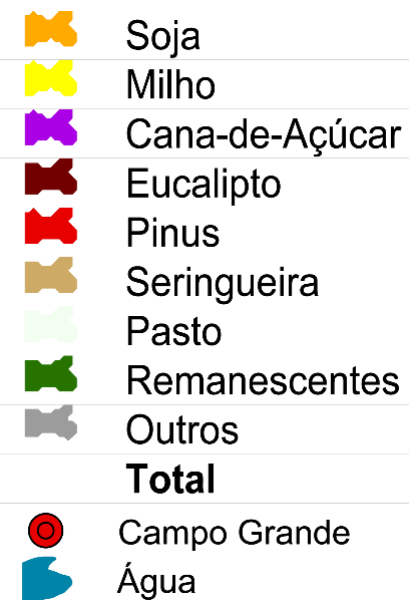 Soja
Milho
Cana-de-Açúcar
Eucalipto
Pinus
Seringueira
Pasto
Remanescentes
Outros
Total
Campo Grande
Água